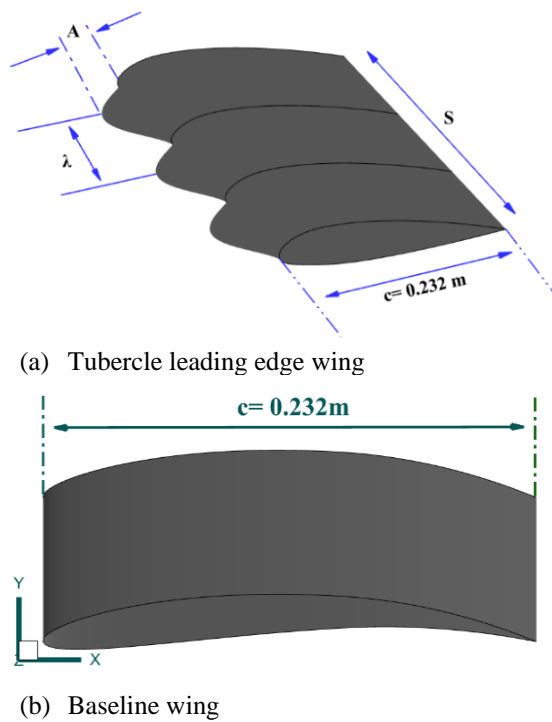 A
S
λ
c= 0.232 m
(a) Tubercle leading edge wing
c= 0.232m
Y
Z
X
(b) Baseline wing